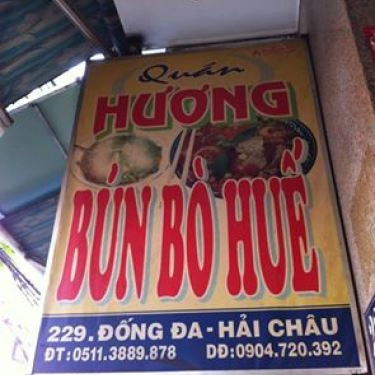 Quán
HƯƠNG
BÚN BÒ HUẾ
229.ĐỐNG ĐA-HẢI CHÂU
ĐT:0511.3889.878 DĐ:0904.720.392